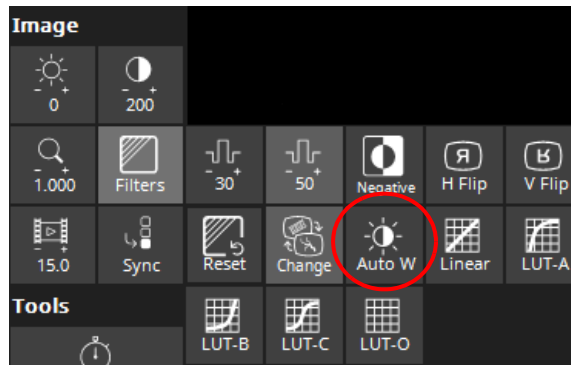 Image
- +
0
- +
200
- +
1.000
Filters
- +
30
- +
50
Negative
Я
H Flip
R
V Flip
- +
15.0
Sync
Reset
Change
Auto W
Linear
LUT-A
Tools
LUT-B
LUT-C
LUT-O